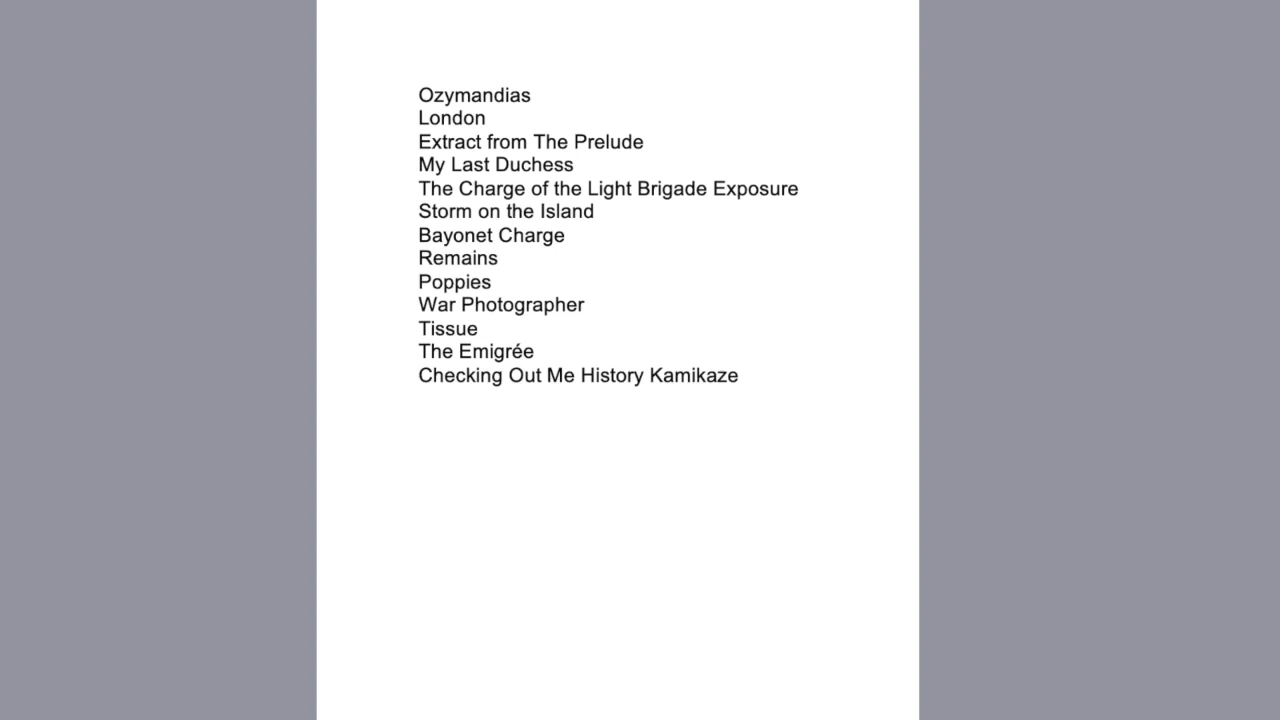 Ozymandias
London
Extract from The Prelude
My Last Duchess
The Charge of the Light Brigade Exposure
Storm on the Island
Bayonet Charge
Remains
Poppies
War Photographer
Tissue
The Emigrée
Checking Out Me History Kamikaze